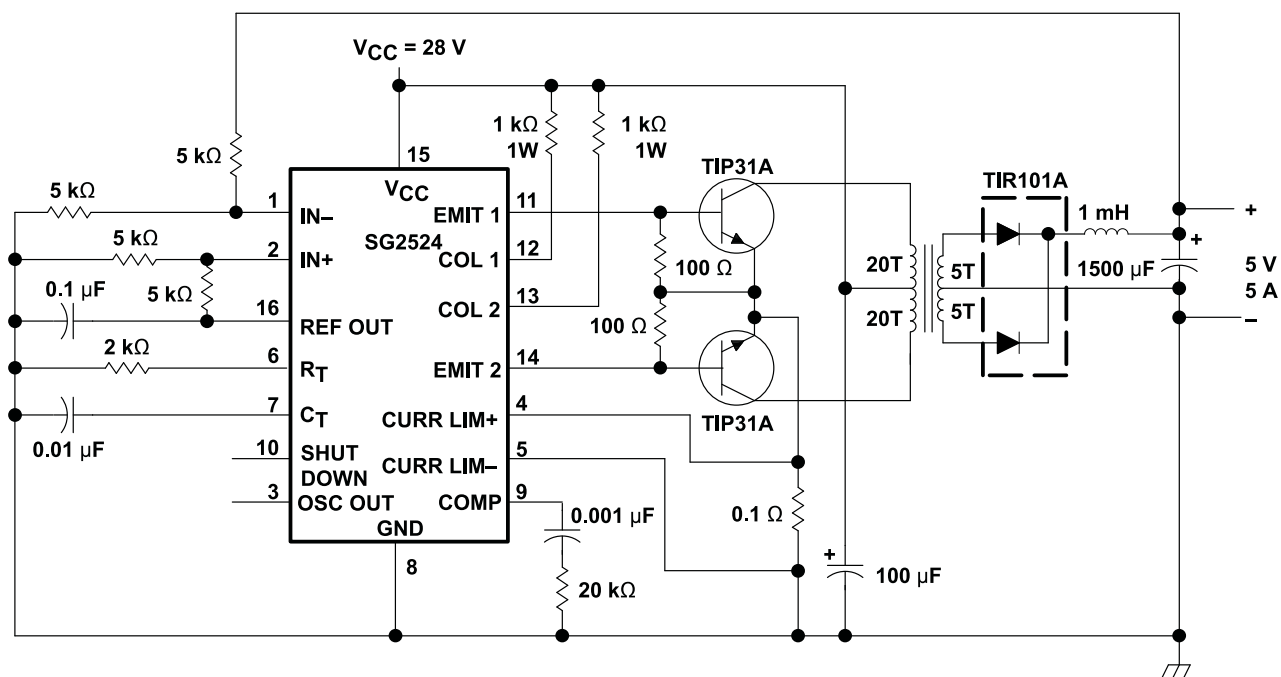 VCC = 28 V
5 kΩ
1 kΩ
1W
1 kΩ
1W
15
TIP31A
TIR101A
5 kΩ
1
VCC
11
1 mH
IN–
EMIT 1
+
5 kΩ
2
SG2524
12
IN+
COL 1
100 Ω
20T
5T
1500 µF
+
5 V
0.1 µF
5 kΩ
13
5 A
16
COL 2
5T
REF OUT
100 Ω
20T
–
2 kΩ
6
14
RT
EMIT 2
7
4
TIP31A
CT
CURR LIM+
0.01 µF
10
5
SHUT
DOWN
CURR LIM–
3
9
OSC OUT
COMP
0.001 µF
0.1 Ω
GND
+
8
20 kΩ
100 µF